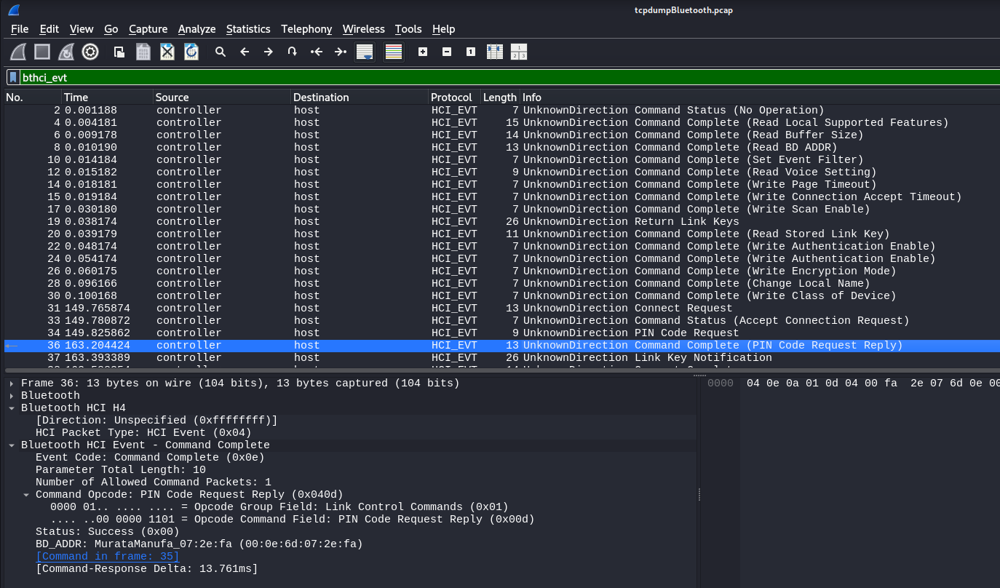 tcpdumpBluetooth.pcap
File Edit View Go Capture Analyze Statistics Telephony Wireless Tools Help
bthci_evt
No. Time Source Destination Protocol Length Info
2 0.001188 controller host HCI_EVT 7 UnknownDirection Command Status (No Operation)
4 0.004181 controller host HCI_EVT 15 UnknownDirection Command Complete (Read Local Supported Features)
6 0.009178 controller host HCI_EVT 14 UnknownDirection Command Complete (Read Buffer Size)
8 0.010190 controller host HCI_EVT 13 UnknownDirection Command Complete (Read BD ADDR)
10 0.014184 controller host HCI_EVT 7 UnknownDirection Command Complete (Set Event Filter)
12 0.015182 controller host HCI_EVT 9 UnknownDirection Command Complete (Read Voice Setting)
14 0.018181 controller host HCI_EVT 7 UnknownDirection Command Complete (Write Page Timeout)
15 0.019184 controller host HCI_EVT 7 UnknownDirection Command Complete (Write Connection Accept Timeout)
17 0.030180 controller host HCI_EVT 7 UnknownDirection Command Complete (Write Scan Enable)
19 0.038174 controller host HCI_EVT 26 UnknownDirection Return Link Keys
20 0.039179 controller host HCI_EVT 11 UnknownDirection Command Complete (Read Stored Link Key)
22 0.048174 controller host HCI_EVT 7 UnknownDirection Command Complete (Write Authentication Enable)
24 0.054174 controller host HCI_EVT 7 UnknownDirection Command Complete (Write Authentication Enable)
26 0.060175 controller host HCI_EVT 7 UnknownDirection Command Complete (Write Encryption Mode)
28 0.096166 controller host HCI_EVT 7 UnknownDirection Command Complete (Change Local Name)
30 0.100168 controller host HCI_EVT 7 UnknownDirection Command Complete (Write Class of Device)
31 149.765874 controller host HCI_EVT 13 UnknownDirection Connect Request
33 149.780872 controller host HCI_EVT 7 UnknownDirection Command Status (Accept Connection Request)
34 149.825862 controller host HCI_EVT 9 UnknownDirection PIN Code Request
36 163.204424 controller host HCI_EVT 13 UnknownDirection Command Complete (PIN Code Request Reply)
37 163.393389 controller host HCI_EVT 26 UnknownDirection Link Key Notification
Frame 36: 13 bytes on wire (104 bits), 13 bytes captured (104 bits)
Bluetooth
Bluetooth HCI H4
[Direction: Unspecified (0xffffffff)]
HCI Packet Type: HCI Event (0x04)
Bluetooth HCI Event - Command Complete
Event Code: Command Complete (0x0e)
Parameter Total Length: 10
Number of Allowed Command Packets: 1
Command Opcode: PIN Code Request Reply (0x040d)
0000 01.. .... .... = Opcode Group Field: Link Control Commands (0x01)
.... ..00 0000 1101 = Opcode Command Field: PIN Code Request Reply (0x00d)
Status: Success (0x00)
BD_ADDR: MurataManufa_07:2e:fa (00:0e:6d:07:2e:fa)
[Command in frame: 35]
[Command-Response Delta: 13.761ms]
0000 04 0e 0a 01 0d 04 00 fa 2e 07 6d 0e 00